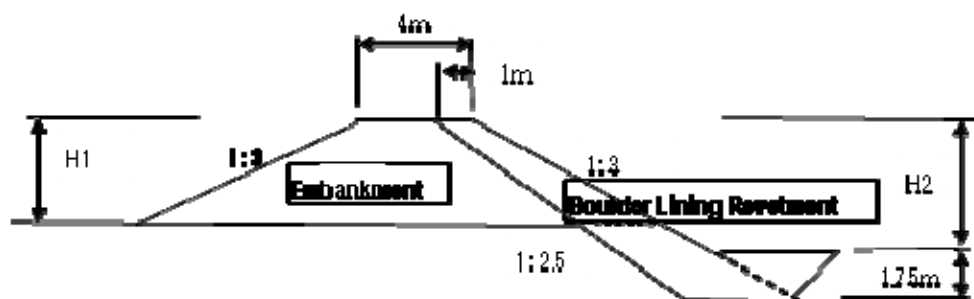 4m
1m
H1
1:3
Embankment
1:3
Boulder Lining Revetment
H2
1:2.5
1.75m